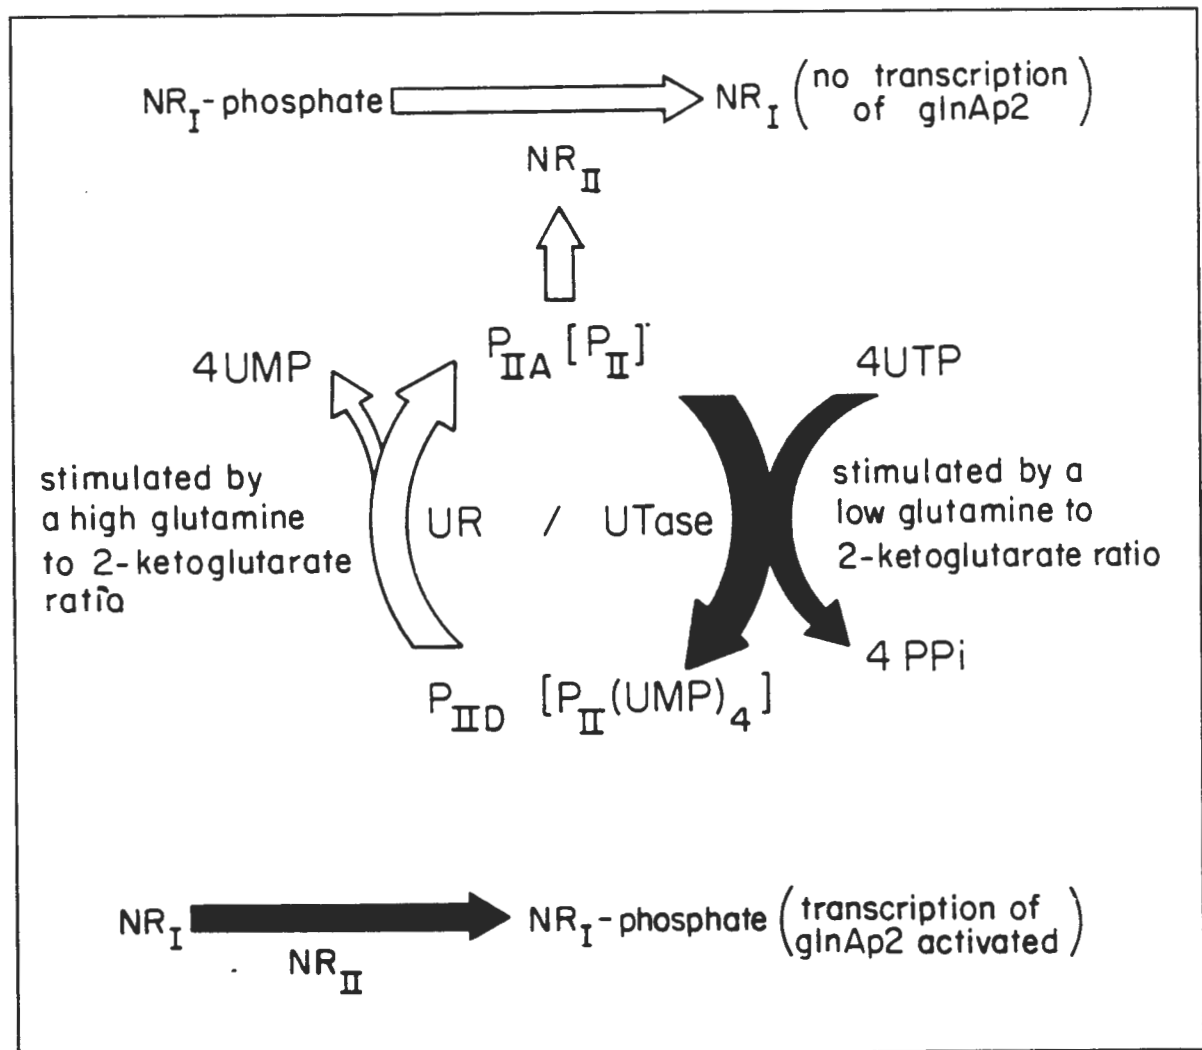 NRI-phosphate NRI (no transcription
of glnAp2)
NRII
PIIA [PII]
4UMP
4UTP
stimulated by
a high glutamine
to 2-ketoglutarate
ratio
UR / UTase
stimulated by a
low glutamine to
2-ketoglutarate ratio
4 PPi
PIID [PII(UMP)4]
NRI NRI-phosphate (transcription of
glnAp2 activated)
NRII